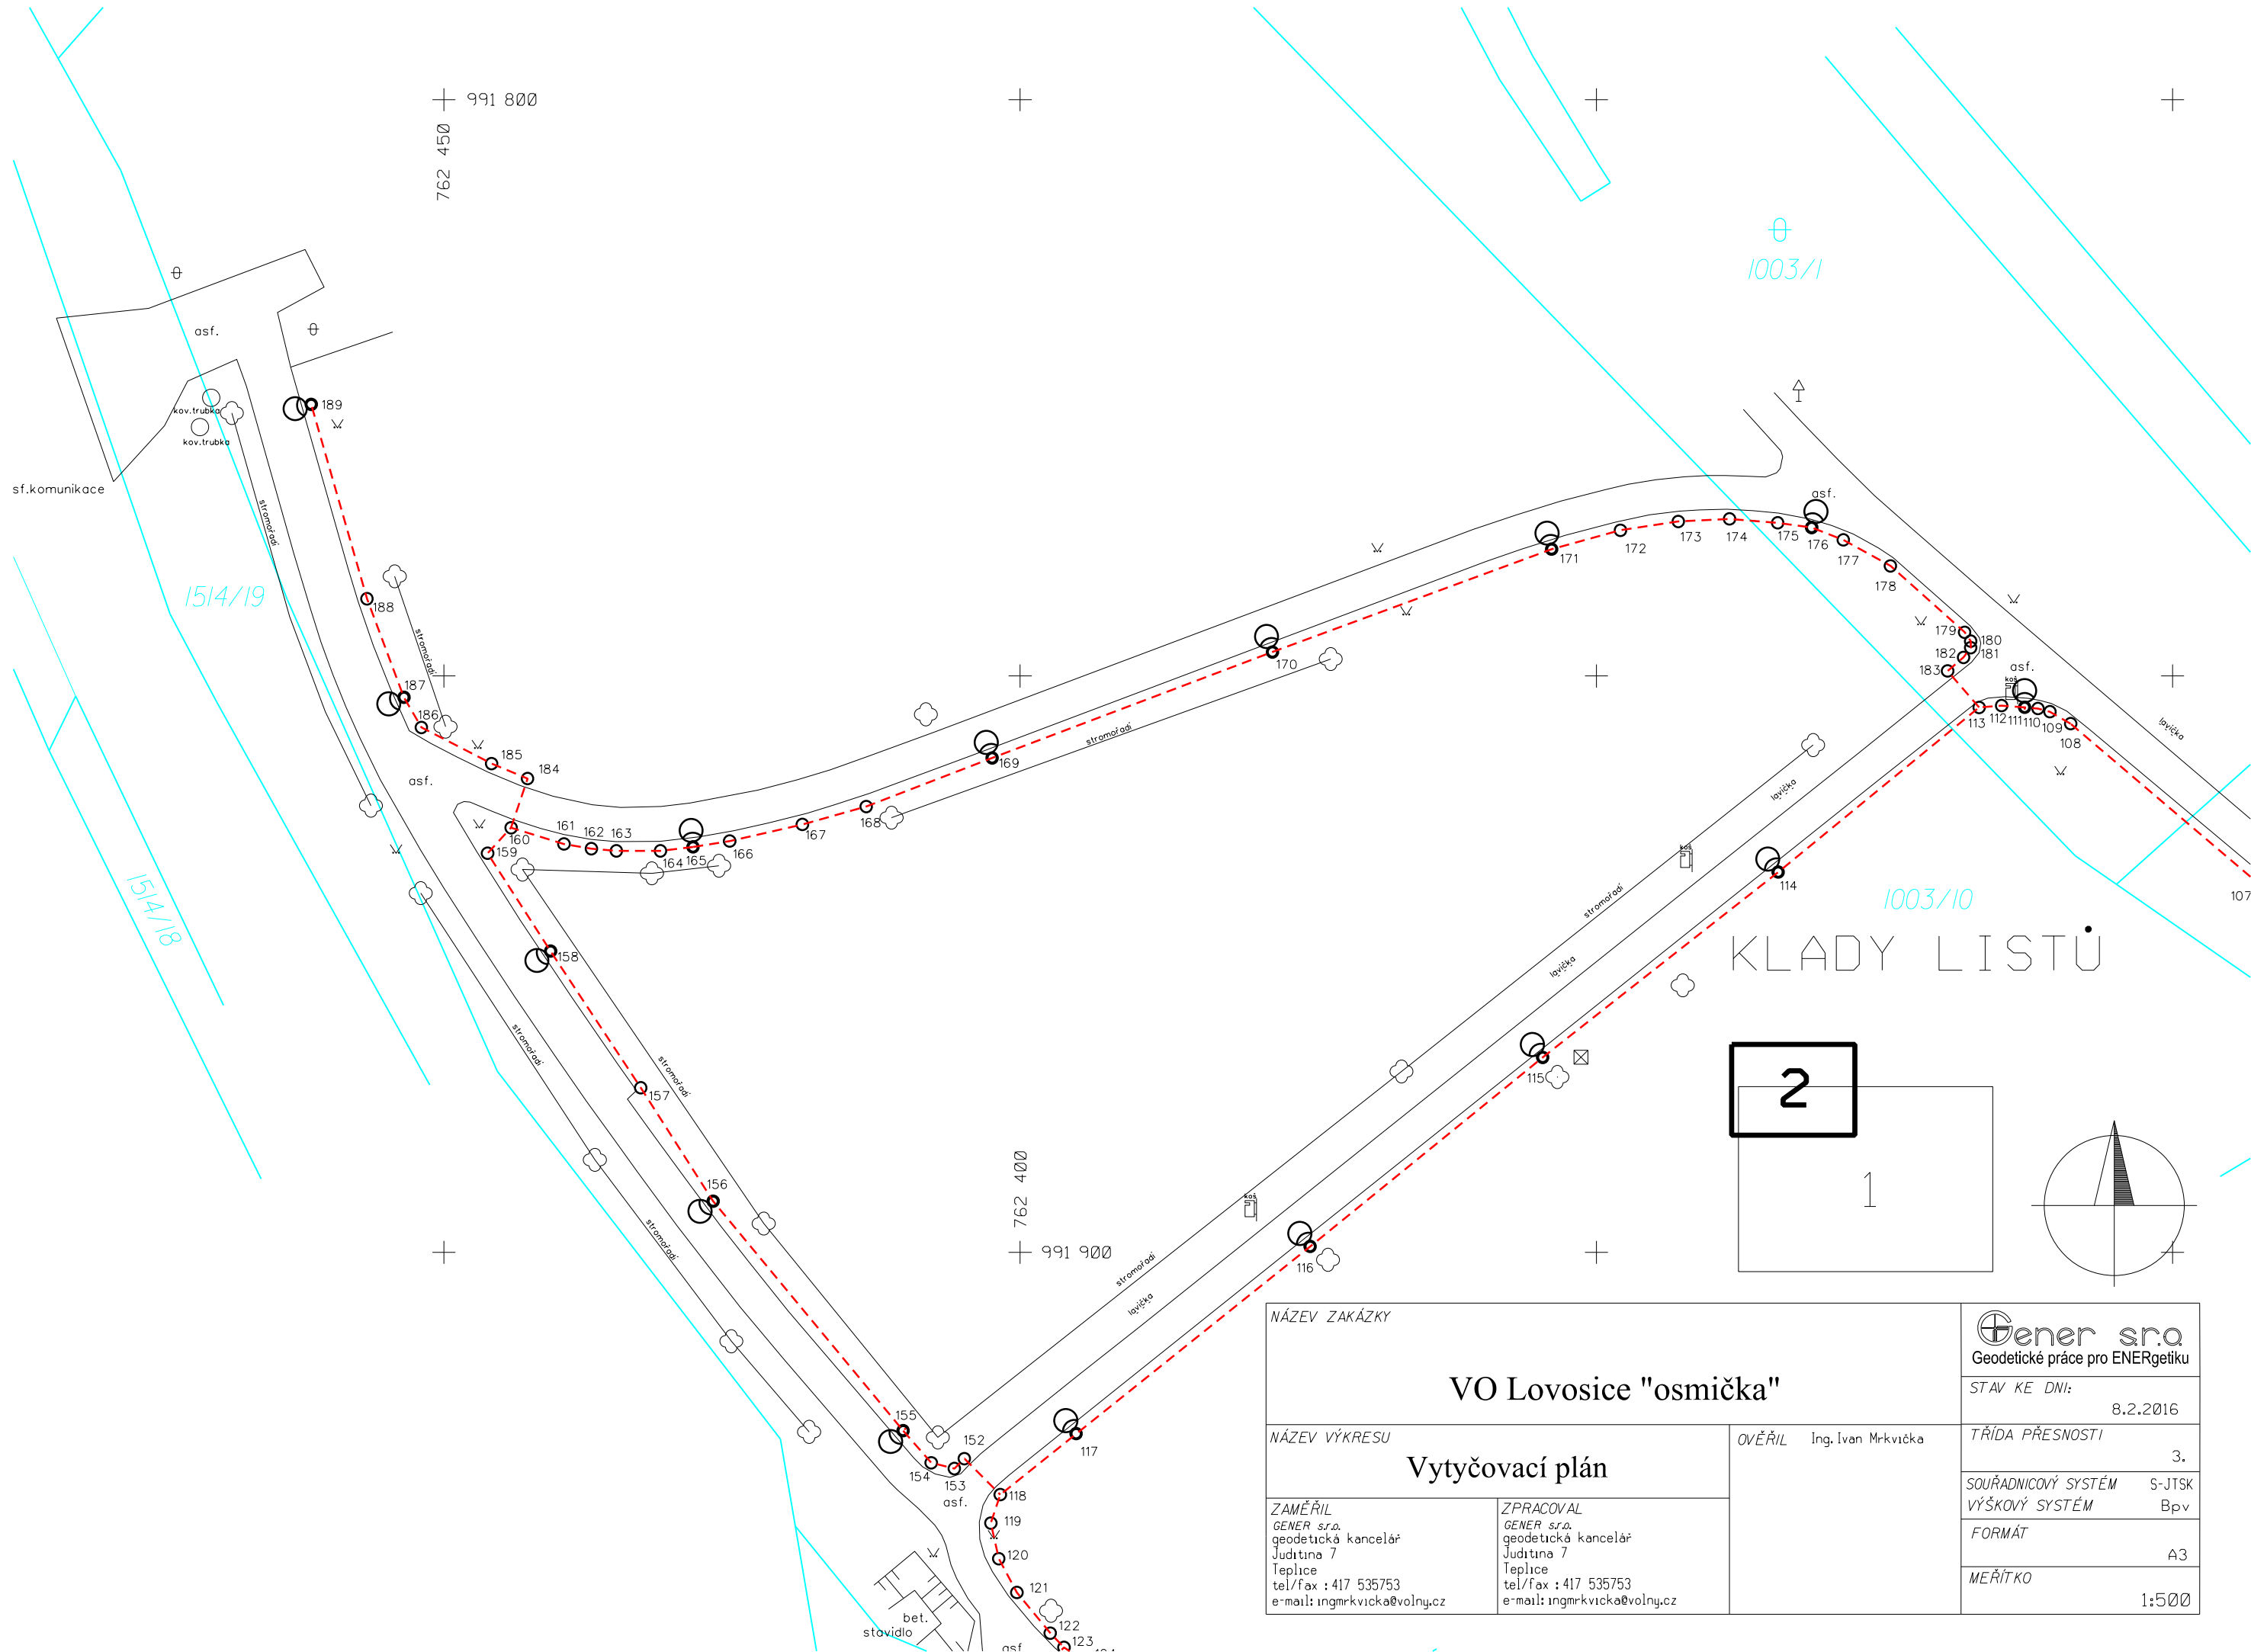 991 800
762 450
1003/1
asf.
189
kov.trubka
kov.trubka
sf.komunikace
stromořadí
asf.
171
172
173
174
175
176
177
178
1514/19
188
stromořadí
179
180
181
182
183
asf.
koš
187
186
170
113
112
111
110
109
108
lavička
185
184
asf.
stromořadí
169
168
167
166
165
164
163
162
161
160
159
lavička
koš
114
1514/18
stromořadí
1003/10
107
KLADY LISTŮ
158
lavička
stromořadí
stromořadí
157
115
2
1
156
762 400
991 900
koš
stromořadí
116
stromořadí
lavička
155
152
117
154
153
118
asf.
119
120
121
bet.
stavidlo
122
123
asf.
NÁZEV ZAKÁZKY
VO Lovosice "osmička"
Gener s.r.o.
Geodetické práce pro ENERgetiku
STAV KE DNI:
8.2.2016
NÁZEV VÝKRESU
Vytyčovací plán
OVĚŘIL Ing. Ivan Mrkvička
TŘÍDA PŘESNOSTI
3.
SOUŘADNICOVÝ SYSTÉM S-JTSK
VÝŠKOVÝ SYSTÉM Bpv
ZAMĚŘIL
GENER s.r.o.
geodetická kancelář
Juditina 7
Teplice
tel/fax : 417 535753
e-mail: ingmrkvicka@volny.cz
ZPRACOVAL
GENER s.r.o.
geodetická kancelář
Juditina 7
Teplice
tel/fax : 417 535753
e-mail: ingmrkvicka@volny.cz
FORMÁT
A3
MEŘÍTKO
1:500